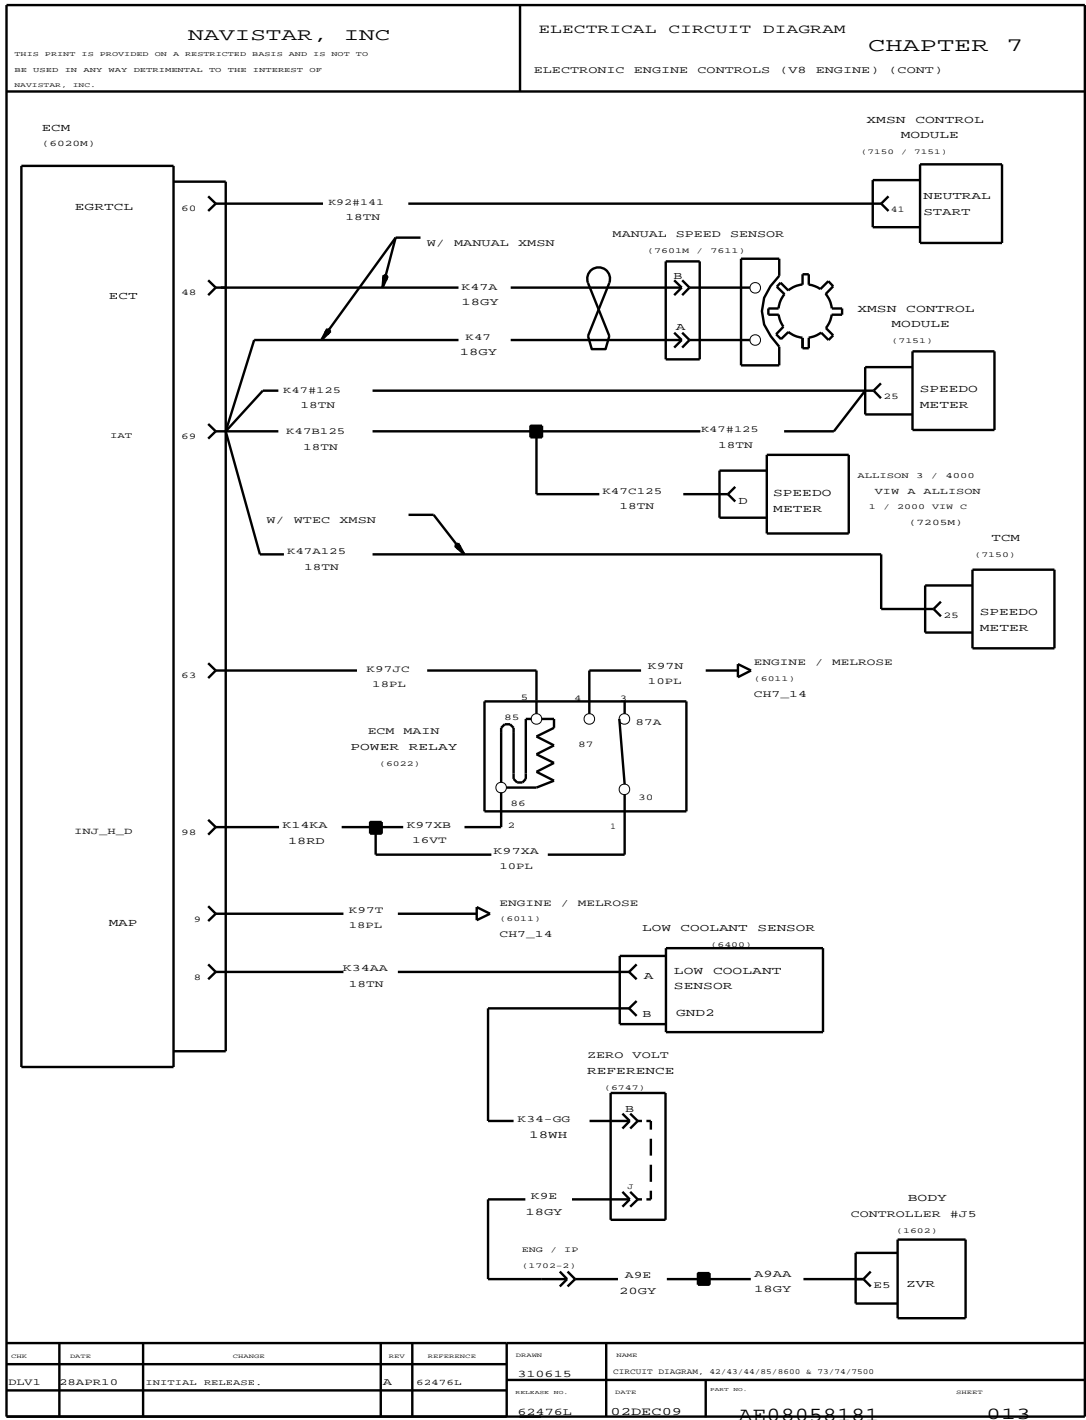 NAVISTAR, INC
THIS PRINT IS PROVIDED ON A RESTRICTED BASIS AND IS NOT TO
BE USED IN ANY WAY DETRIMENTAL TO THE INTEREST OF
NAVISTAR, INC.
ELECTRICAL CIRCUIT DIAGRAM
CHAPTER 7
ELECTRONIC ENGINE CONTROLS (V8 ENGINE) (CONT)
ECM
(6020M)
XMSN CONTROL
MODULE
(7150 / 7151)
EGRTCL
60
K92#141
18TN
41
NEUTRAL
START
W/ MANUAL XMSN
MANUAL SPEED SENSOR
(7601M / 7611)
ECT
48
K47A
18GY
B
K47
18GY
A
XMSN CONTROL
MODULE
(7151)
K47#125
18TN
25
SPEEDO
METER
IAT
69
K47B125
18TN
K47#125
18TN
K47C125
18TN
D
SPEEDO
METER
ALLISON 3 / 4000
VIW A ALLISON
1 / 2000 VIW C
(7205M)
W/ WTEC XMSN
K47A125
18TN
TCM
(7150)
25
SPEEDO
METER
63
K97JC
18PL
K97N
10PL
ENGINE / MELROSE
(6011)
CH7_14
5
4
3
85
87
87A
ECM MAIN
POWER RELAY
(6022)
86
30
2
1
INJ_H_D
98
K14KA
18RD
K97XB
16VT
K97XA
10PL
MAP
9
K97T
18PL
ENGINE / MELROSE
(6011)
CH7_14
LOW COOLANT SENSOR
(6400)
8
K34AA
18TN
A
LOW COOLANT
SENSOR
B
GND2
ZERO VOLT
REFERENCE
(6747)
B
K34-GG
18WH
J
K9E
18GY
BODY
CONTROLLER #J5
(1602)
ENG / IP
(1702-2)
A9E
20GY
A9AA
18GY
E5
ZVR
CHK
DATE
CHANGE
REV
REFERENCE
DRAWN
NAME
DLV1
28APR10
INITIAL RELEASE.
A
62476L
310615
CIRCUIT DIAGRAM, 42/43/44/85/8600 & 73/74/7500
RELEASE NO.
DATE
PART NO.
SHEET
62476L
02DEC09
AE08058181
013